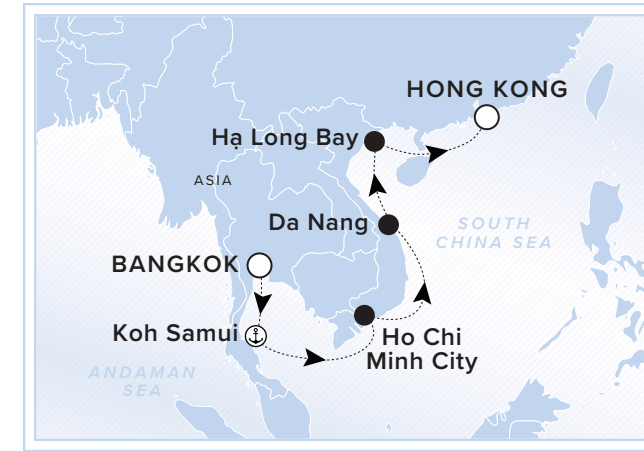 HONG KONG
Hạ Long Bay
ASIA
Da Nang
SOUTH
CHINA SEA
BANGKOK
Koh Samui
Ho Chi
Minh City
ANDAMAN
SEA